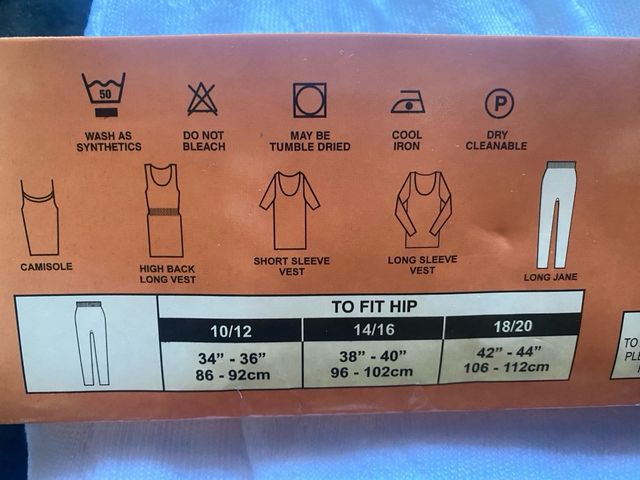 50
WASH AS
SYNTHETICS
DO NOT
BLEACH
MAY BE
TUMBLE DRIED
COOL
IRON
P
DRY
CLEANABLE
CAMISOLE
HIGH BACK
LONG VEST
SHORT SLEEVE
VEST
LONG SLEEVE
VEST
LONG JANE
TO FIT HIP
10/12 14/16 18/20
34” - 36” 38” - 40” 42” - 44”
86 - 92cm 96 - 102cm 106 - 112cm
TO